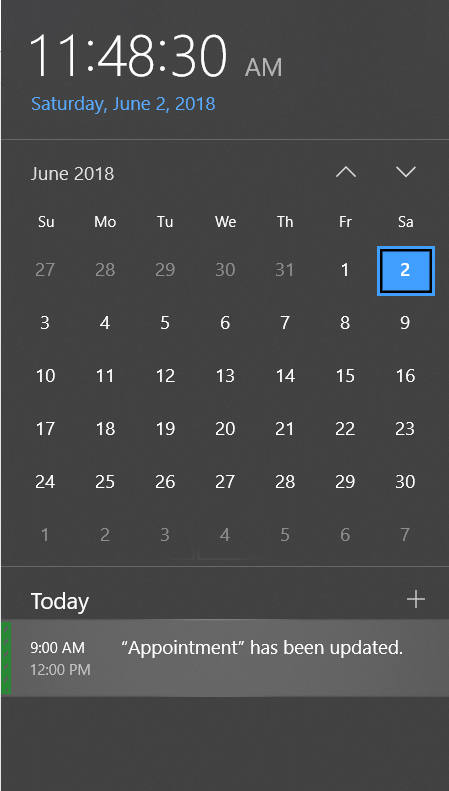 11:48:30 AM
Saturday, June 2, 2018
June 2018
Su Mo Tu We Th Fr Sa
27 28 29 30 31 1 2
3 4 5 6 7 8 9
10 11 12 13 14 15 16
17 18 19 20 21 22 23
24 25 26 27 28 29 30
1 2 3 4 5 6 7
Today
9:00 AM “Appointment” has been updated.
12:00 PM